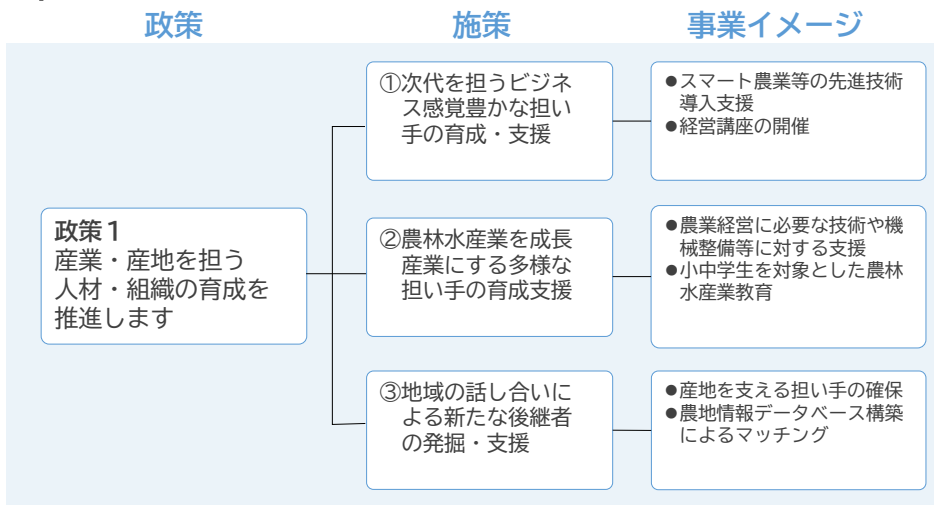 政策
施策
事業イメージ
政策1
産業・産地を担う
人材・組織の育成を
推進します
①次代を担うビジネ
ス感覚豊かな担い
手の育成・支援
●スマート農業等の先進技術
導入支援
●経営講座の開催
②農林水産業を成長
産業にする多様な
担い手の育成支援
●農業経営に必要な技術や機
械整備等に対する支援
●小中学生を対象とした農林
水産業教育
③地域の話し合いに
よる新たな後継者
の発掘・支援
●産地を支える担い手の確保
●農地情報データベース構築
によるマッチング